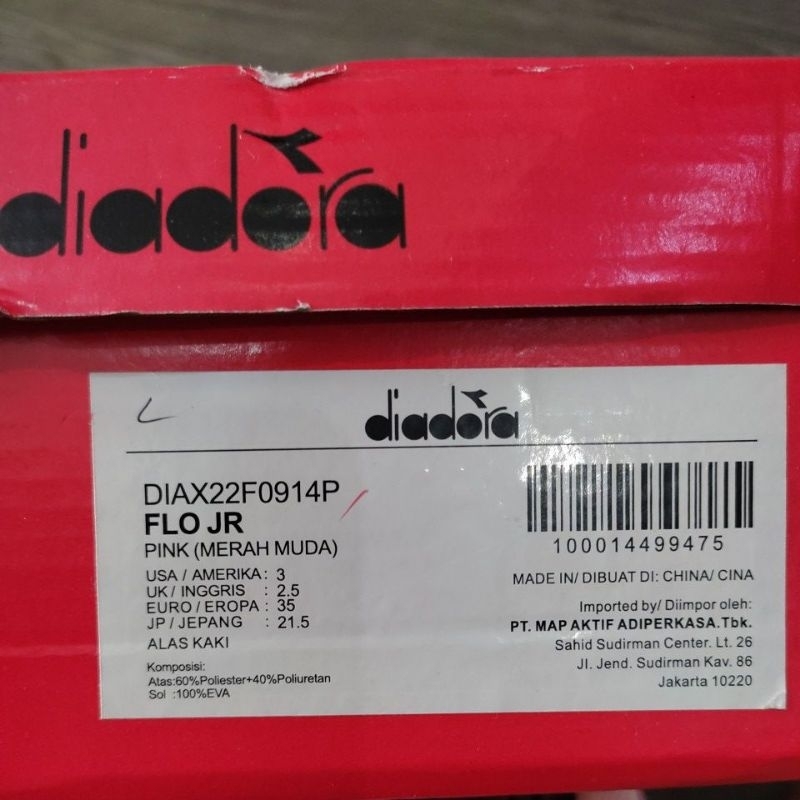 diadora
diadora
DIAX22F0914P
FLO JR
PINK (MERAH MUDA)
USA / AMERIKA : 3
UK / INGGRIS : 2.5
EURO / EROPA : 35
JP / JEPANG : 21.5
ALAS KAKI
Komposisi:
Atas:60%Poliester+40%Poliuretan
Sol :100%EVA
100014499475
MADE IN/ DIBUAT DI: CHINA/ CINA
Imported by/ Diimpor oleh:
PT. MAP AKTIF ADIPERKASA.Tbk.
Sahid Sudirman Center. Lt. 26
Jl. Jend. Sudirman Kav. 86
Jakarta 10220